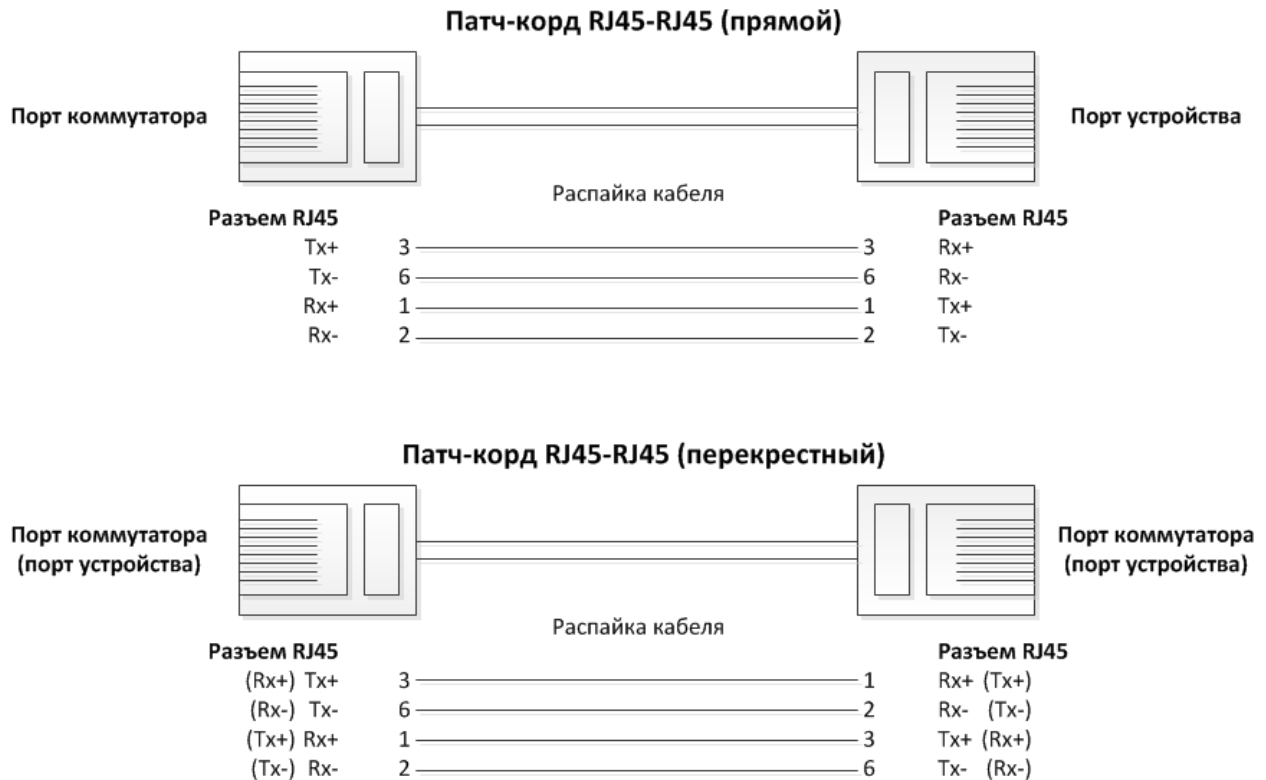 Патч-корд RJ45-RJ45 (прямой)
Порт коммутатора
Порт устройства
Распайка кабеля
Разъем RJ45 Разъем RJ45
Tx+ 3 3 Rx+
Tx- 6 6 Rx-
Rx+ 1 1 Tx+
Rx- 2 2 Tx-
Патч-корд RJ45-RJ45 (перекрестный)
Порт коммутатора
(порт устройства)
Порт коммутатора
(порт устройства)
Распайка кабеля
Разъем RJ45 Разъем RJ45
(Rx+) Tx+ 3 1 Rx+ (Tx+)
(Rx-) Tx- 6 2 Rx- (Tx-)
(Tx+) Rx+ 1 3 Tx+ (Rx+)
(Tx-) Rx- 2 6 Tx- (Rx-)